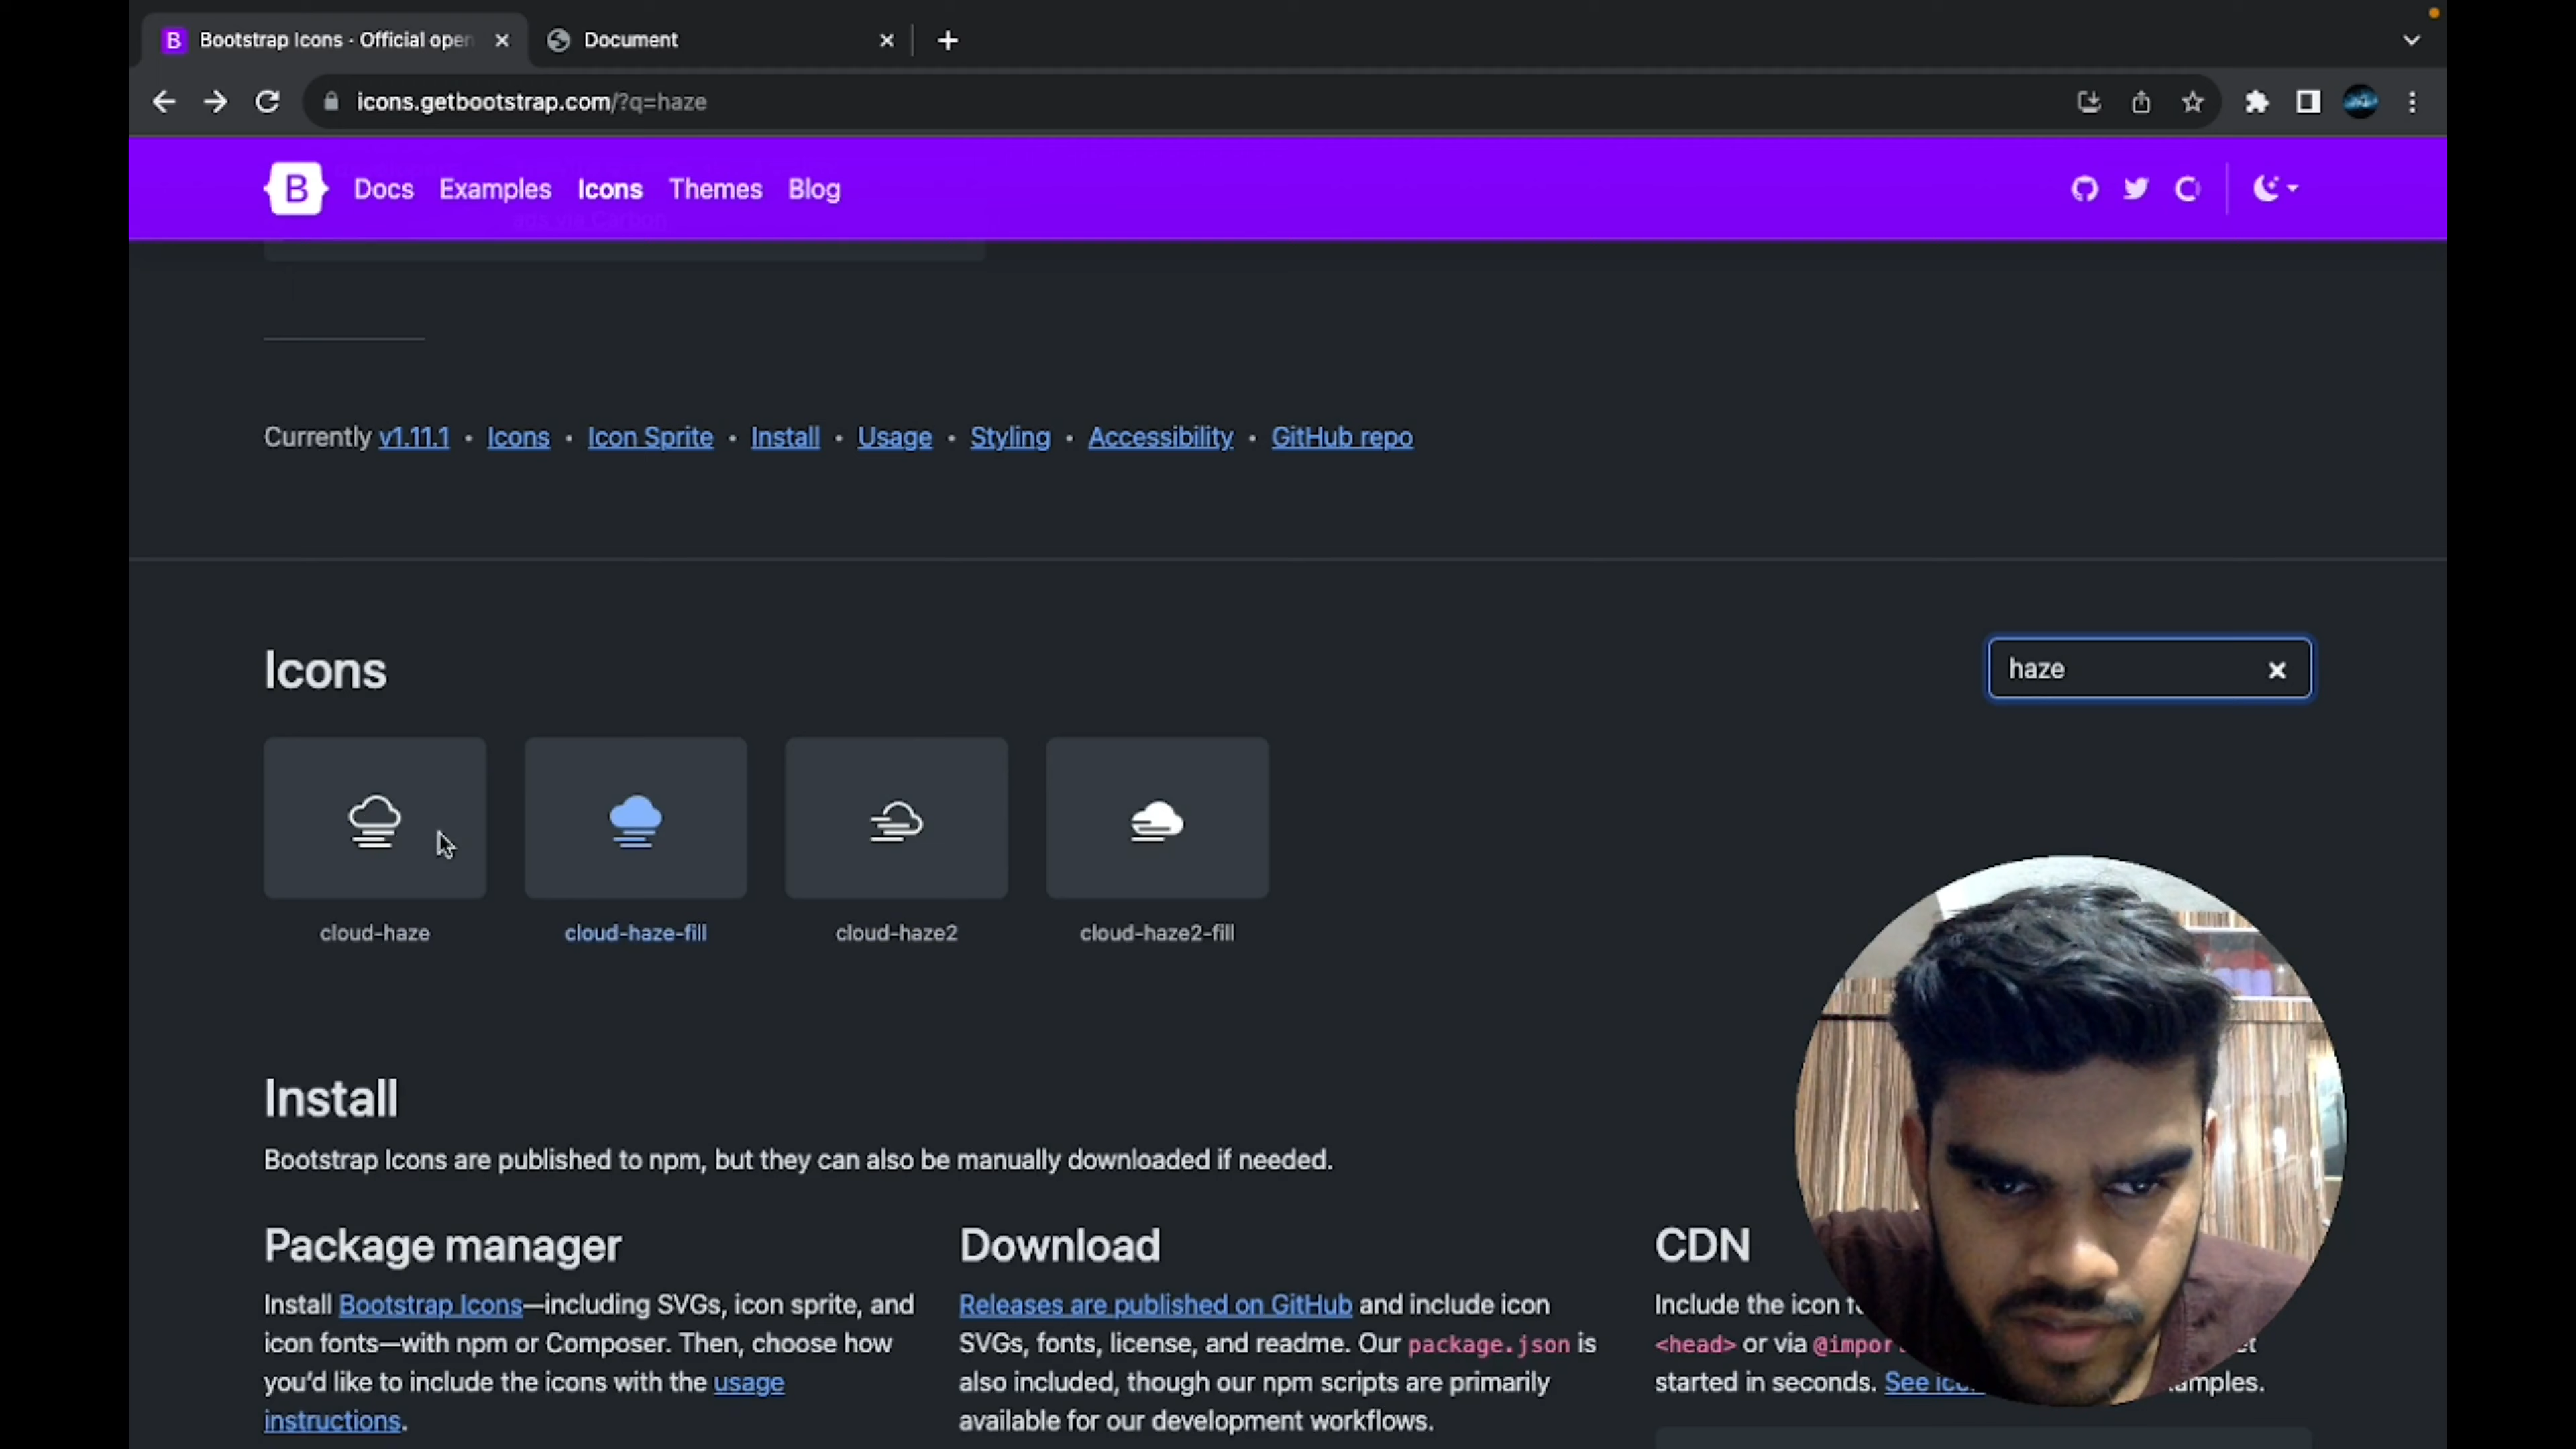 Bootstrap Icons · Official open
Document
icons.getbootstrap.com/?q=haze
B Docs Examples Icons Themes Blog
ads via Carbon
Currently v1.11.1 · Icons · Icon Sprite · Install · Usage · Styling · Accessibility · GitHub repo
Icons
haze
cloud-haze
cloud-haze-fill
cloud-haze2
cloud-haze2-fill
Install
Bootstrap Icons are published to npm, but they can also be manually downloaded if needed.
Package manager
Install Bootstrap Icons—including SVGs, icon sprite, and
icon fonts—with npm or Composer. Then, choose how
you'd like to include the icons with the usage
instructions.
Download
Releases are published on GitHub and include icon
SVGs, fonts, license, and readme. Our package.json is
also included, though our npm scripts are primarily
available for our development workflows.
CDN
Include the icon
<head> or via
started in seconds. See